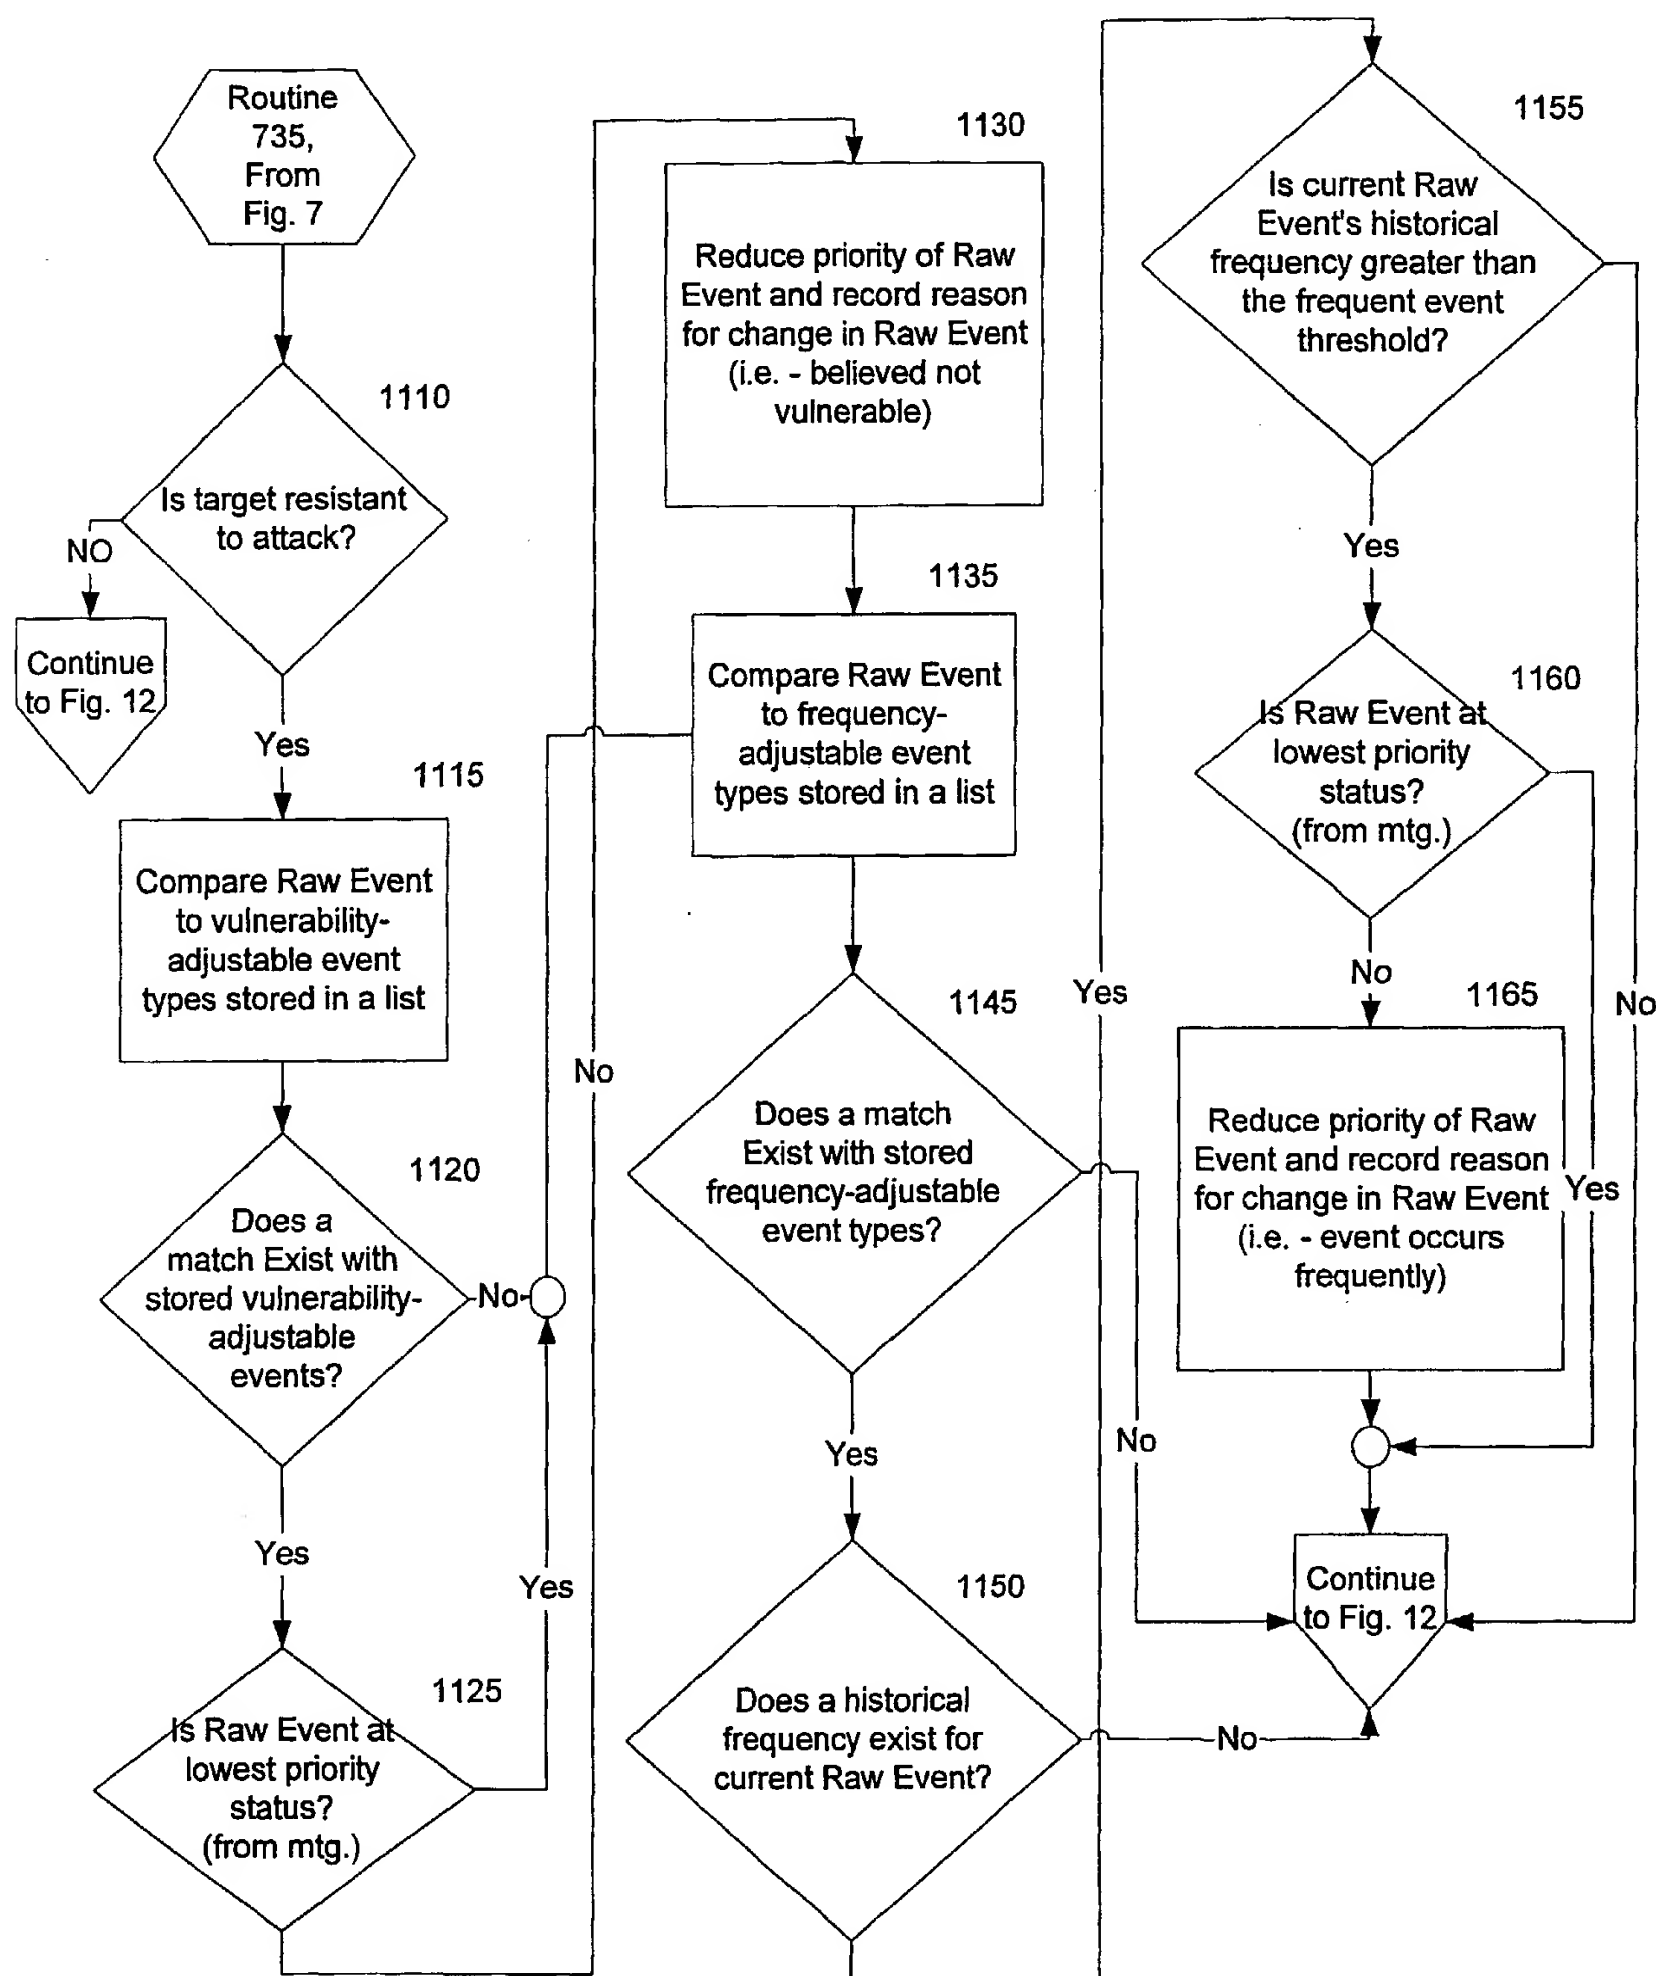 Routine
735,
From
Fig. 7
1110
Is target resistant
to attack?
NO
Continue
to Fig. 12
Yes
1115
Compare Raw Event
to vulnerability-
adjustable event
types stored in a list
1120
Does a
match Exist with
stored vulnerability-
adjustable
events?
No
Yes
1125
Is Raw Event at
lowest priority
status?
(from mtg.)
Yes
No
1130
Reduce priority of Raw
Event and record reason
for change in Raw Event
(i.e. - believed not
vulnerable)
1135
Compare Raw Event
to frequency-
adjustable event
types stored in a list
1145
Does a match
Exist with stored
frequency-adjustable
event types?
No
Yes
1150
Does a historical
frequency exist for
current Raw Event?
No
Yes
1155
Is current Raw
Event's historical
frequency greater than
the frequent event
threshold?
Yes
No
1160
Is Raw Event at
lowest priority
status?
(from mtg.)
No
Yes
1165
Reduce priority of Raw
Event and record reason
for change in Raw Event
(i.e. - event occurs
frequently)
Continue
to Fig. 12